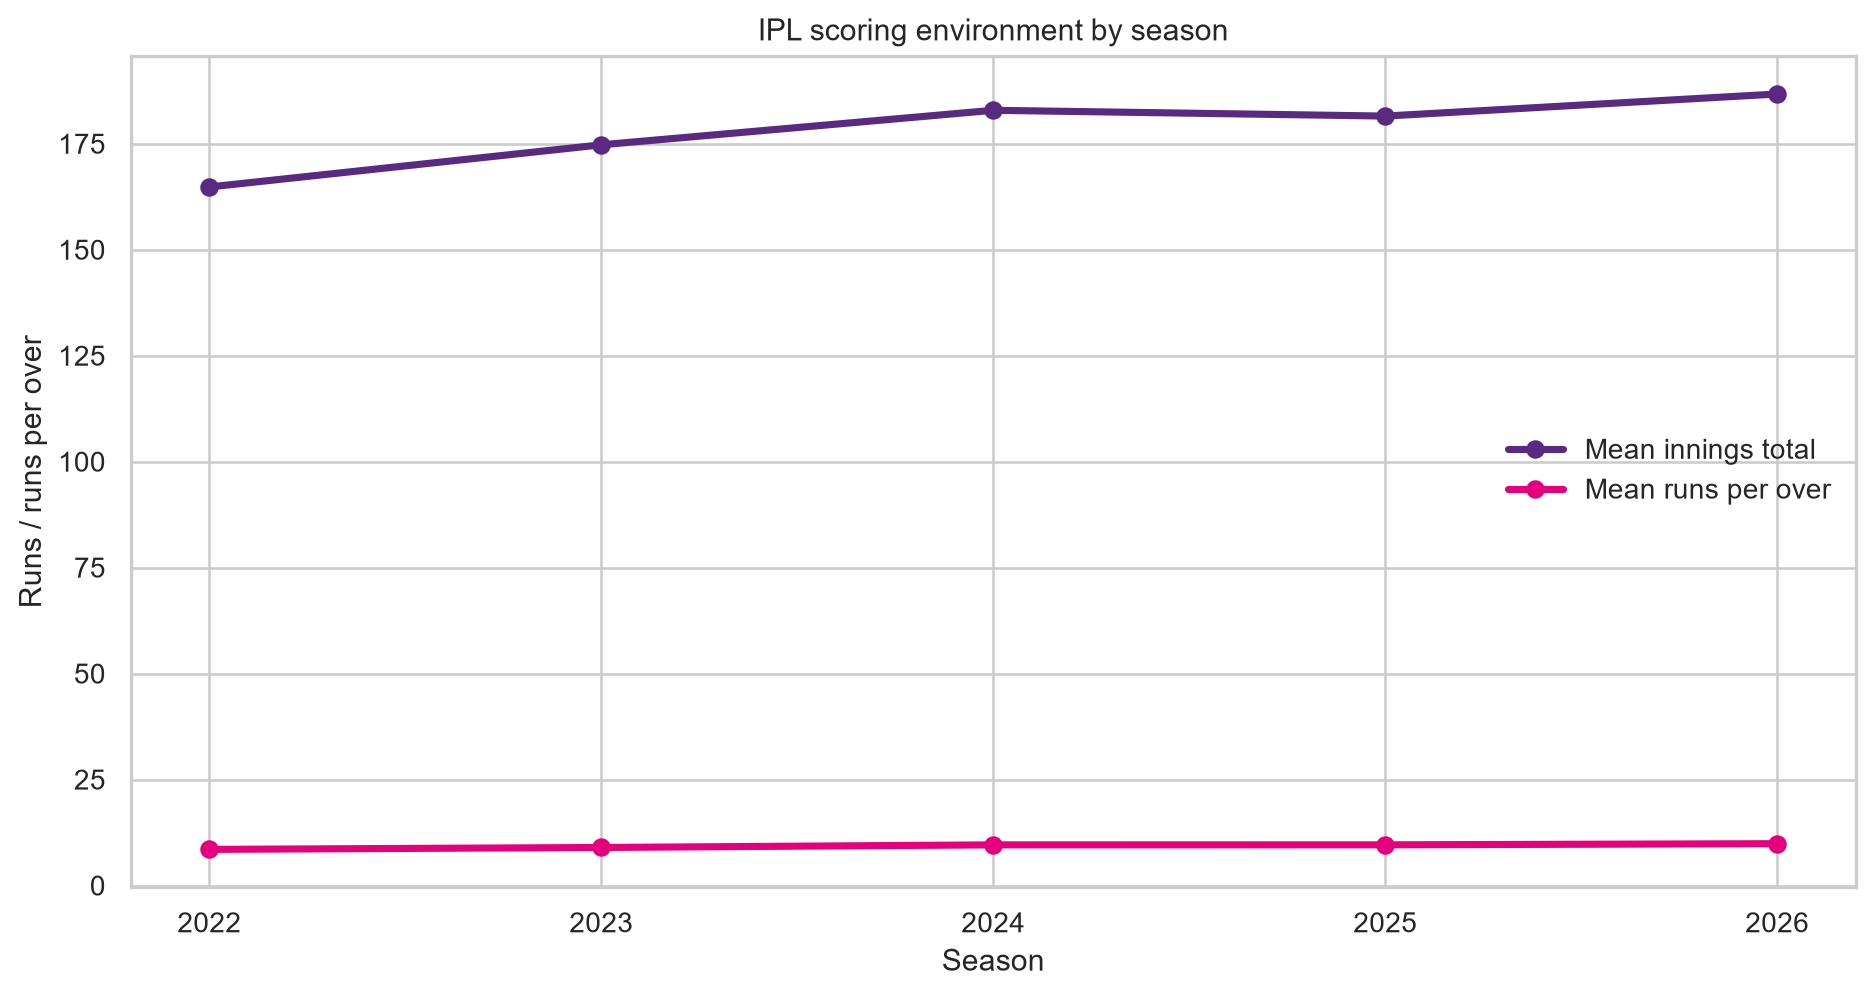 IPL scoring environment by season
Runs / runs per over
175
150
125
100
75
50
25
0
Mean innings total
Mean runs per over
2022 2023 2024 2025 2026
Season